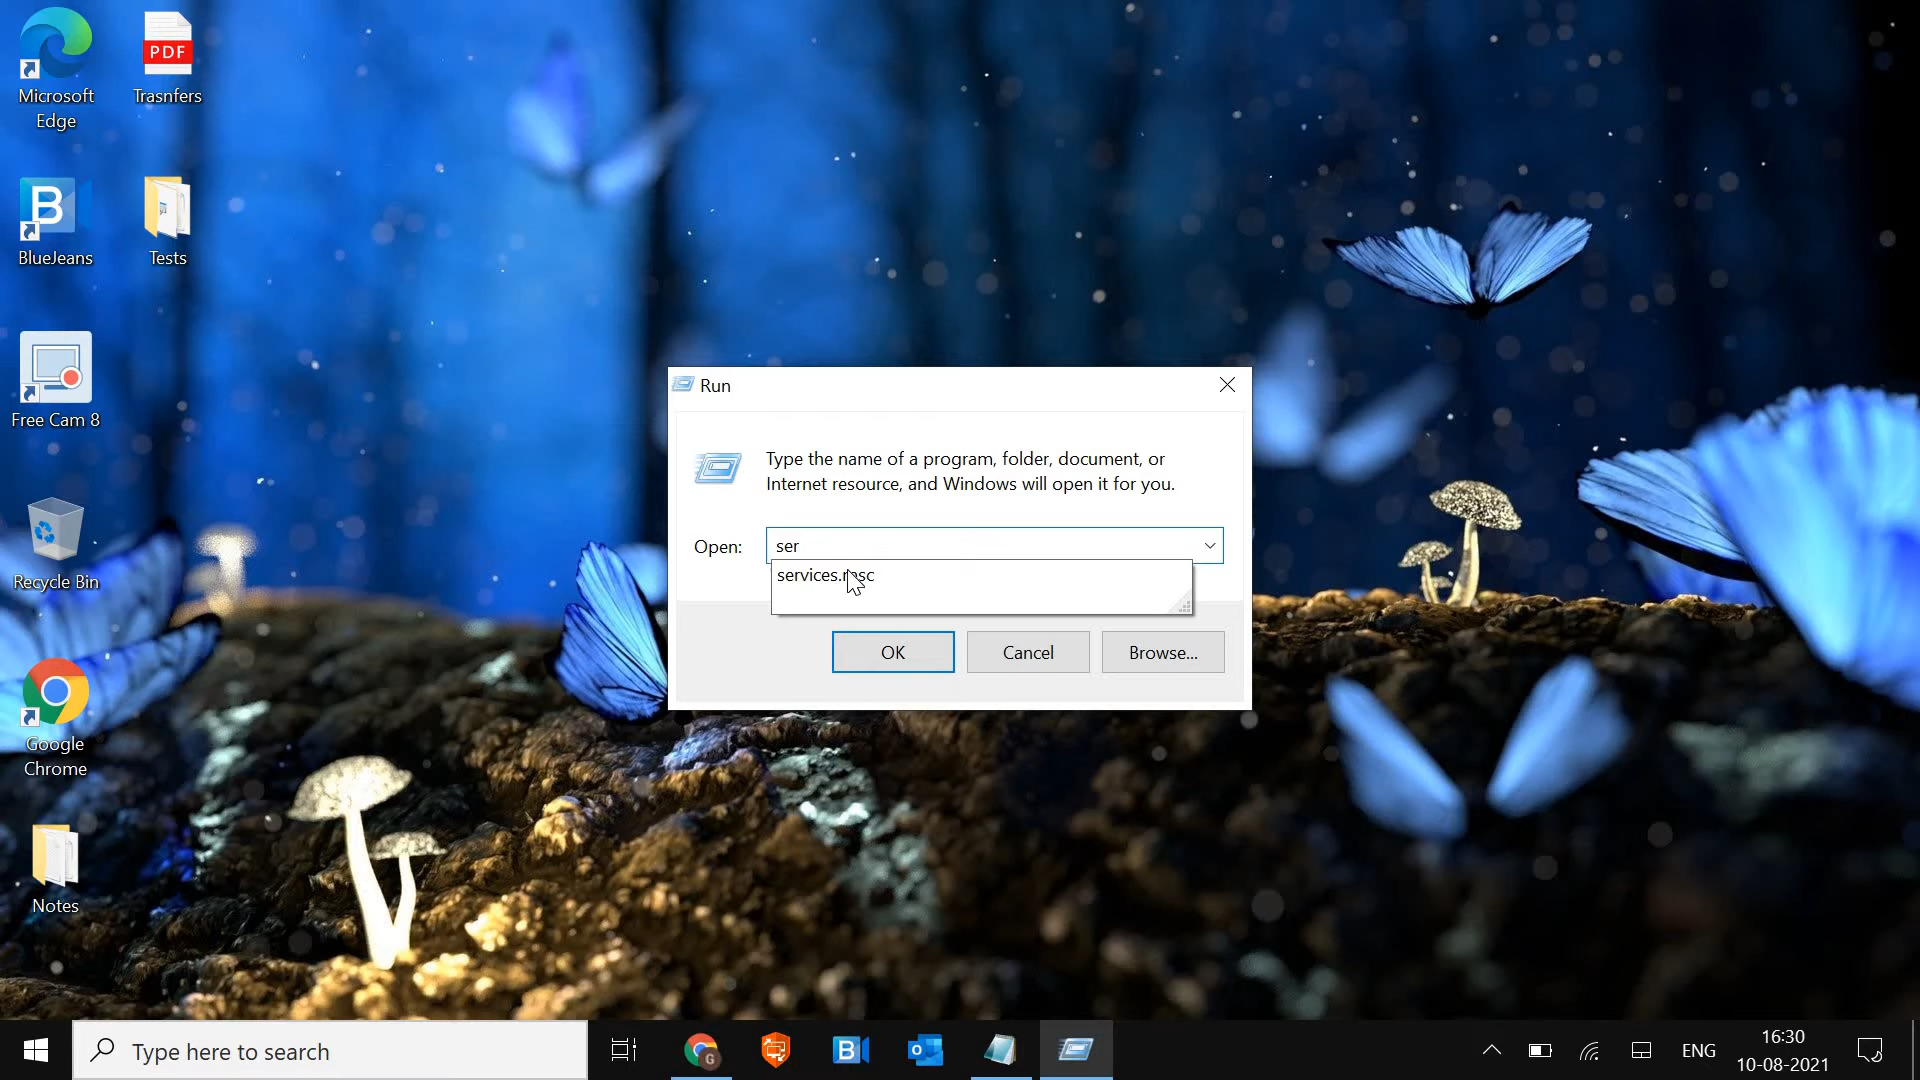 Microsoft
Edge
PDF
Trasnfers
B
BlueJeans
Tests
Free Cam 8
Recycle Bin
Google
Chrome
Notes
Run
Type the name of a program, folder, document, or
Internet resource, and Windows will open it for you.
Open:
ser
services.msc
OK
Cancel
Browse...
Type here to search
G
B
o
ENG
16:30
10-08-2021